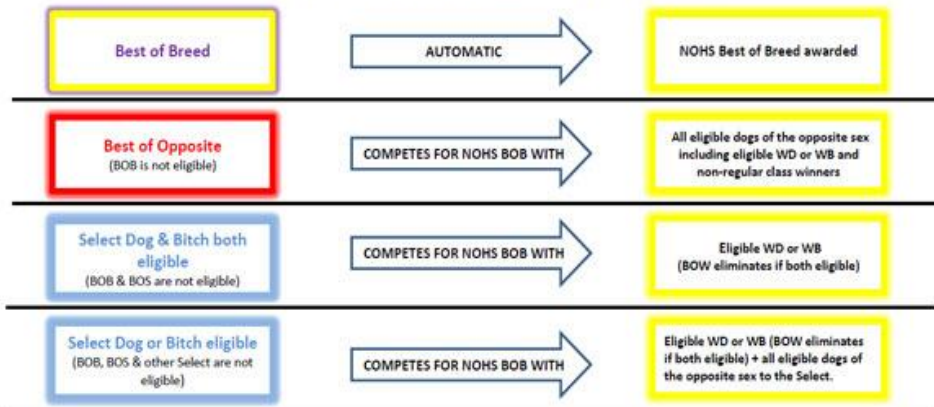 Best of Breed
AUTOMATIC
NOHS Best of Breed awarded
Best of Opposite
(BOB is not eligible)
COMPETES FOR NOHS BOB WITH
All eligible dogs of the opposite sex
including eligible WD or WB and
non-regular class winners
Select Dog & Bitch both
eligible
(BOB & BOS are not eligible)
COMPETES FOR NOHS BOB WITH
Eligible WD or WB
(BOW eliminates if both eligible)
Select Dog or Bitch eligible
(BOB, BOS & other Select are not
eligible)
COMPETES FOR NOHS BOB WITH
Eligible WD or WB (BOW eliminates
if both eligible) + all eligible dogs of
the opposite sex to the Select.